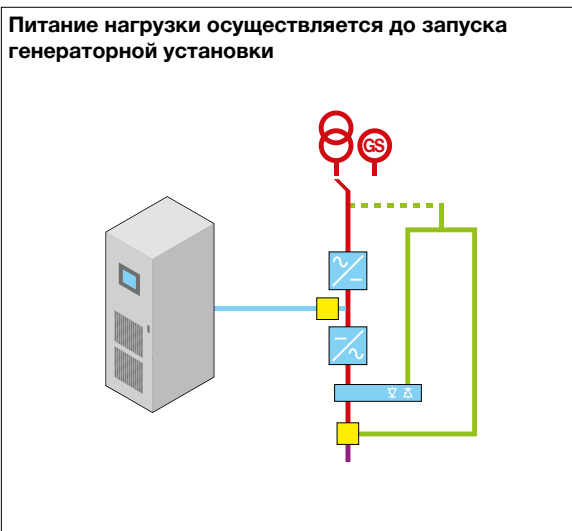 Питание нагрузки осуществляется до запуска
генераторной установки
GS